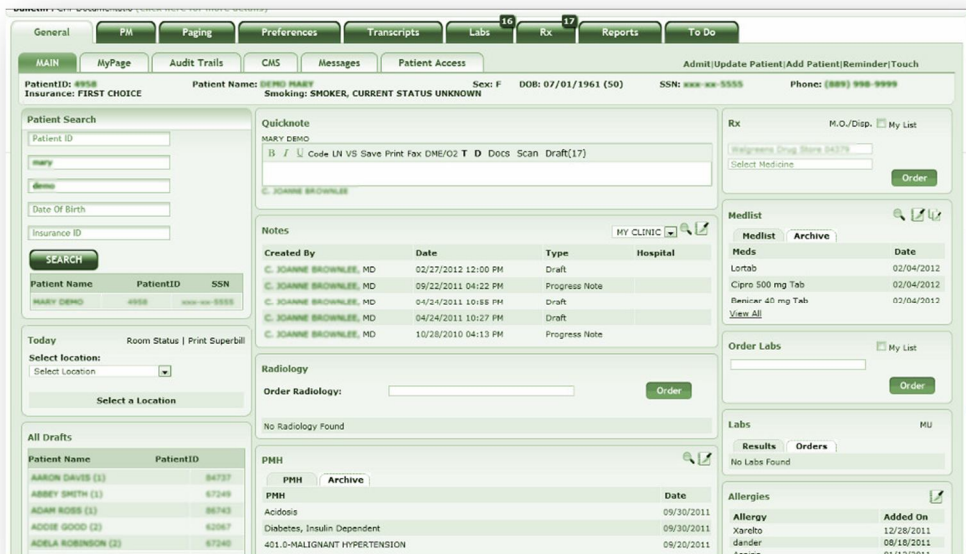 16 17
General PM Paging Preferences Transcripts Labs Rx Reports To Do
MAIN MyPage Audit Trails CMS Messages Patient Access Admit|Update Patient|Add Patient|Reminder|Touch
PatientID: 4958 Patient Name: DEMO MARY Sex: F DOB: 07/01/1961 (50) SSN: xxx-xx-5555 Phone: (889) 998-9999
Insurance: FIRST CHOICE Smoking: SMOKER, CURRENT STATUS UNKNOWN
Patient Search
Patient ID
mary
demo
Date Of Birth
Insurance ID
SEARCH
Patient Name PatientID SSN
MARY DEMO 4958 xxx-xx-5555
Today Room Status | Print Superbill
Select location:
Select Location
Select a Location
All Drafts
Patient Name PatientID
AARON DAVIS (1) 84737
ABBEY SMITH (1) 67249
ADAM ROSS (1) 86743
ADDIE GOOD (2) 62067
ADELA ROBINSON (2) 67240
Quicknote
MARY DEMO
B I U Code LN VS Save Print Fax DME/O2 T D Docs Scan Draft(17)
C. JOANNE BROWNLEE
Notes MY CLINIC
Created By Date Type Hospital
C. JOANNE BROWNLEE, MD 02/27/2012 12:00 PM Draft
C. JOANNE BROWNLEE, MD 09/22/2011 04:22 PM Progress Note
C. JOANNE BROWNLEE, MD 04/24/2011 10:55 PM Draft
C. JOANNE BROWNLEE, MD 04/24/2011 10:27 PM Draft
C. JOANNE BROWNLEE, MD 10/28/2010 04:13 PM Progress Note
Radiology
Order Radiology: Order
No Radiology Found
PMH
PMH Archive
PMH Date
Acidosis 09/30/2011
Diabetes, Insulin Dependent 09/30/2011
401.0-MALIGNANT HYPERTENSION 09/20/2011
Rx M.O./Disp. My List
Walgreens Drug Store 04379
Select Medicine
Order
Medlist
Medlist Archive
Meds Date
Lortab 02/04/2012
Cipro 500 mg Tab 02/04/2012
Benicar 40 mg Tab 02/04/2012
View All
Order Labs My List
Order
Labs MU
Results Orders
No Labs Found
Allergies
Allergy Added On
Xarelto 12/28/2011
dander 08/18/2011